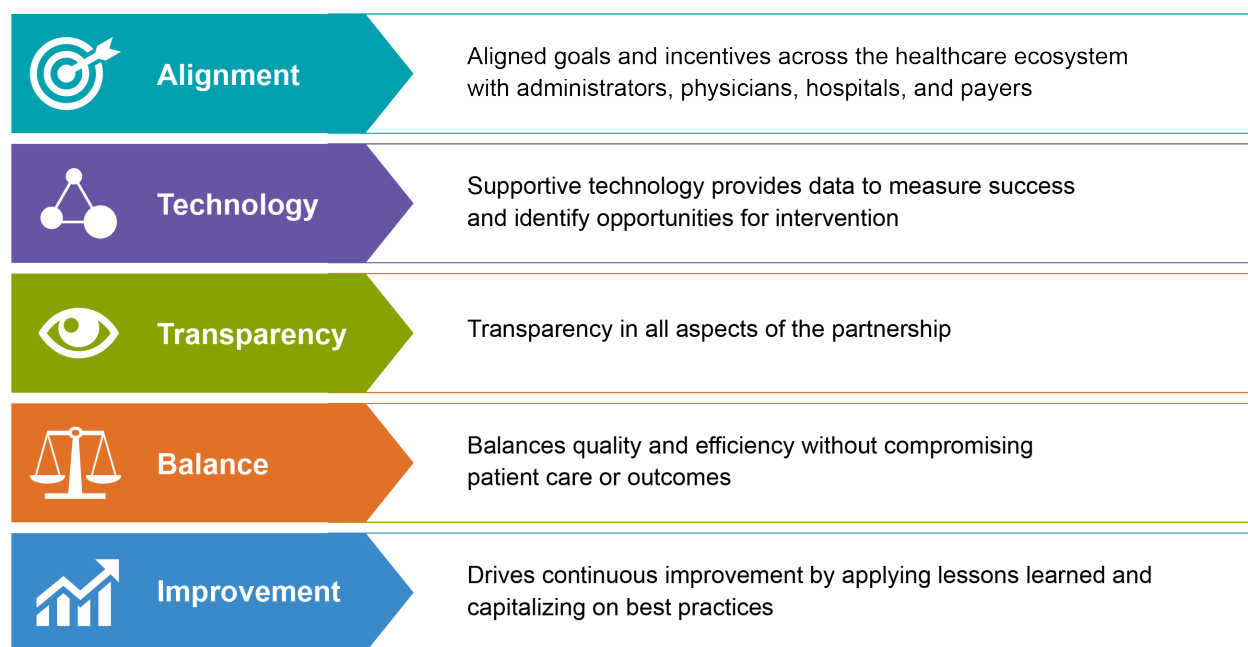 Alignment
Aligned goals and incentives across the healthcare ecosystem
with administrators, physicians, hospitals, and payers
Technology
Supportive technology provides data to measure success
and identify opportunities for intervention
Transparency
Transparency in all aspects of the partnership
Balance
Balances quality and efficiency without compromising
patient care or outcomes
Improvement
Drives continuous improvement by applying lessons learned and
capitalizing on best practices